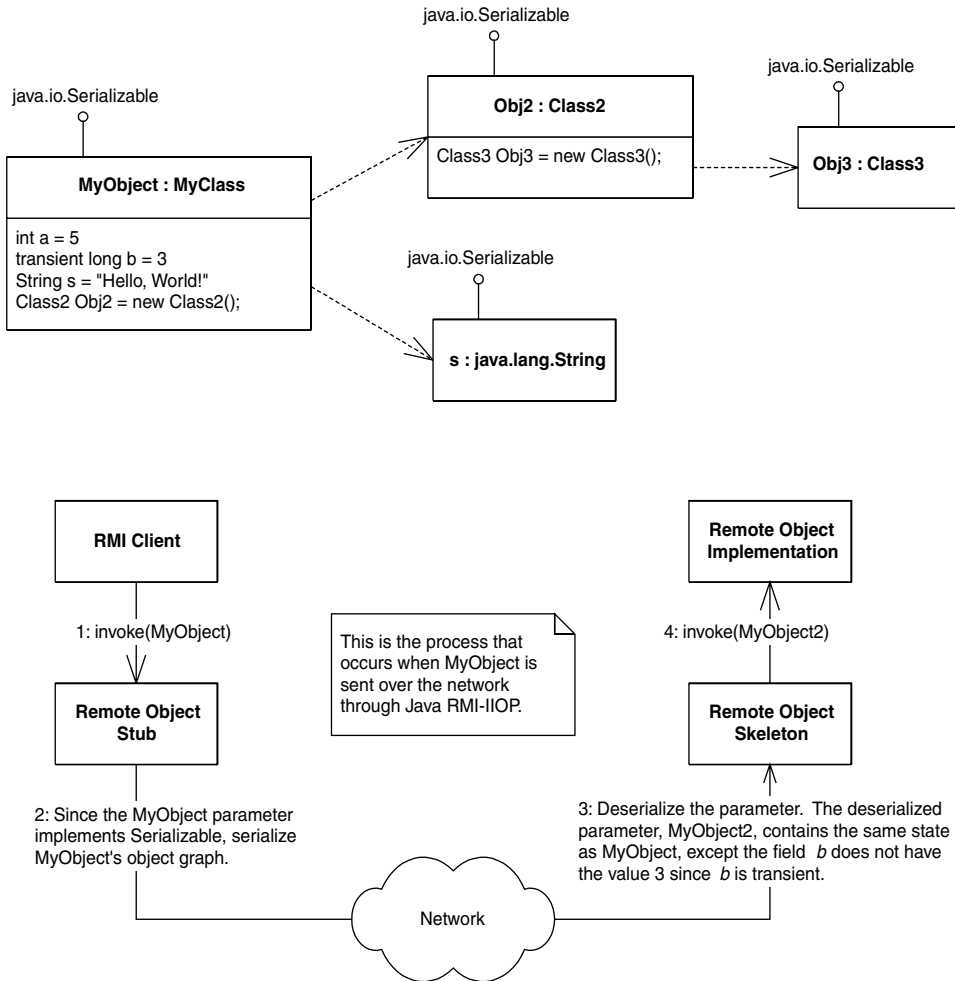 java.io.Serializable
java.io.Serializable
java.io.Serializable
MyObject : MyClass
int a = 5
transient long b = 3
String s = "Hello, World!"
Class2 Obj2 = new Class2();
Obj2 : Class2
Class3 Obj3 = new Class3();
Obj3 : Class3
java.io.Serializable
s : java.lang.String
RMI Client
1: invoke(MyObject)
Remote Object
Stub
2: Since the MyObject parameter
implements Serializable, serialize
MyObject's object graph.
This is the process that
occurs when MyObject is
sent over the network
through Java RMI-IIOP.
Network
Remote Object
Implementation
4: invoke(MyObject2)
Remote Object
Skeleton
3: Deserialize the parameter. The deserialized
parameter, MyObject2, contains the same state
as MyObject, except the field b does not have
the value 3 since b is transient.